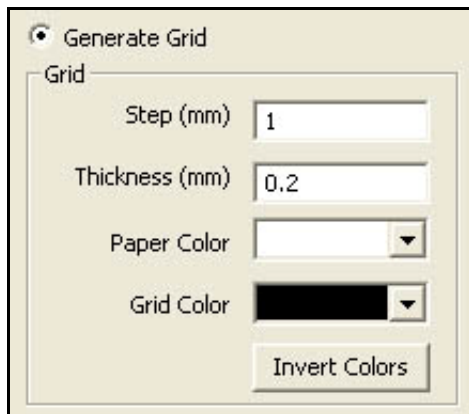 Generate Grid
Grid
Step (mm) 1
Thickness (mm) 0.2
Paper Color
Grid Color
Invert Colors